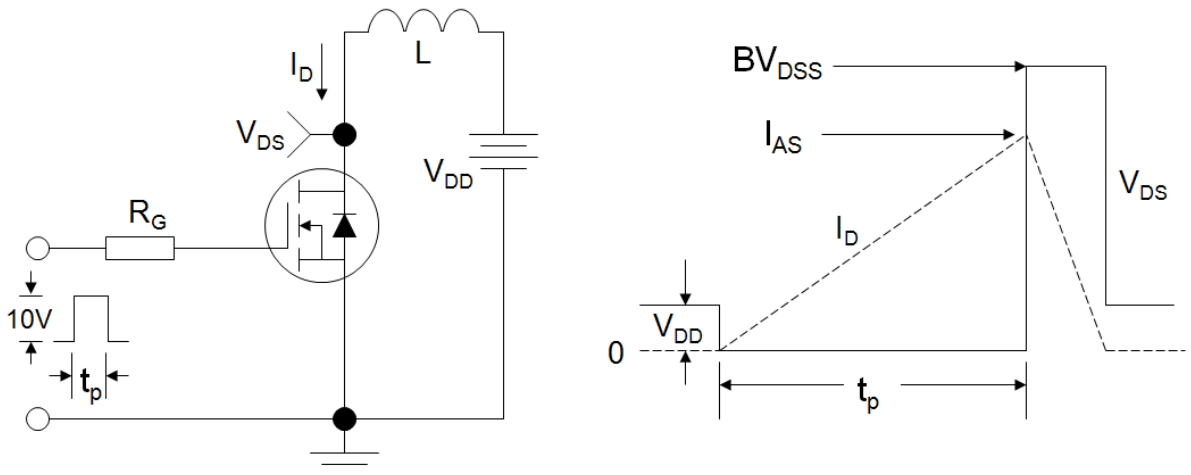 I_D
L
V_DS
V_DD
R_G
10V
t_p
BV_DSS
I_AS
V_DS
I_D
V_DD
0
t_p